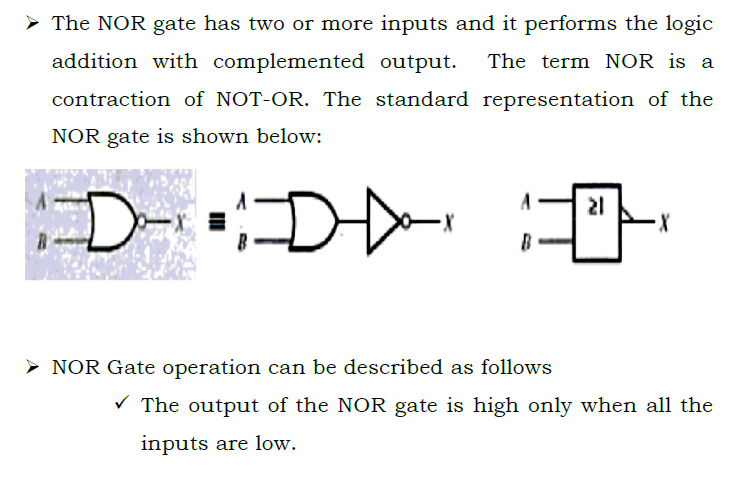 ➢ The NOR gate has two or more inputs and it performs the logic
addition with complemented output. The term NOR is a
contraction of NOT-OR. The standard representation of the
NOR gate is shown below:
A B X ≡ A B X A B ≥1 X
➢ NOR Gate operation can be described as follows
✓ The output of the NOR gate is high only when all the
inputs are low.